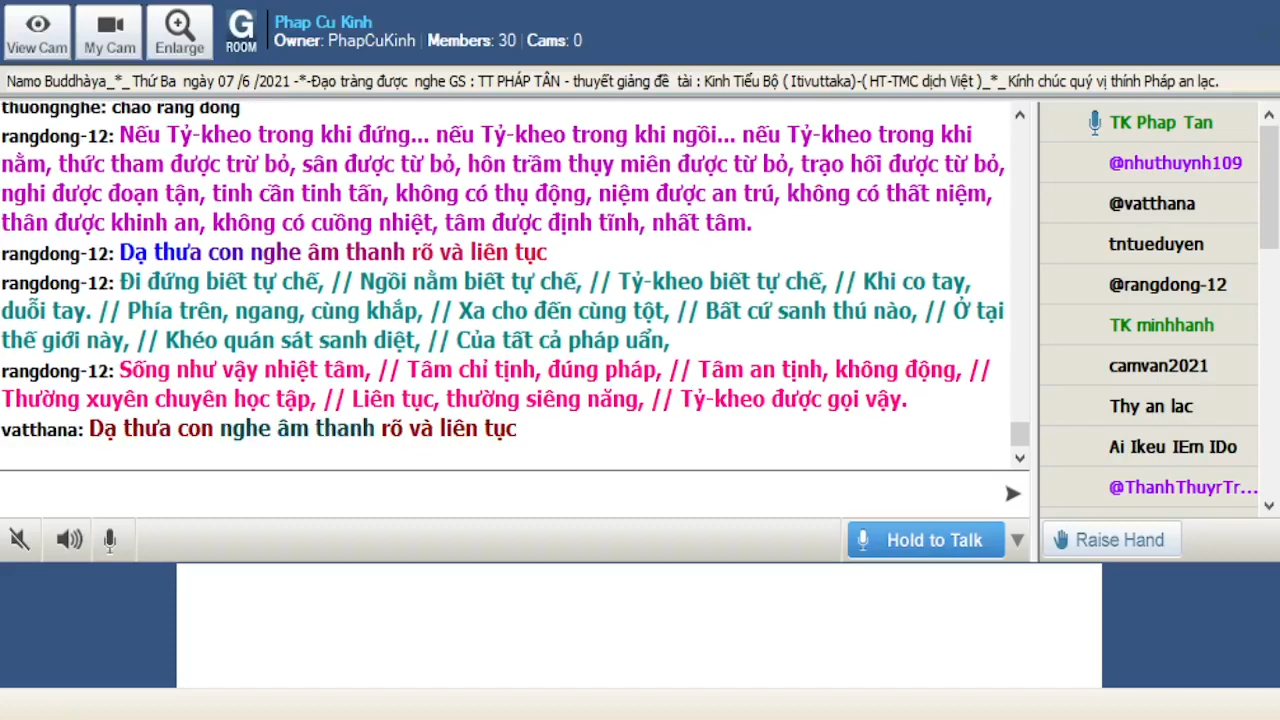 Phap Cu Kinh
View Cam
My Cam
Enlarge
G
ROOM
Owner: PhapCuKinh | Members: 30 | Cams: 0
Namo Buddhàya_*_ Thứ Ba ngày 07 /6 /2021 -*-Đạo tràng được nghe GS : TT PHÁP TÂN - thuyết giảng đề tài : Kinh Tiểu Bộ ( Itivuttaka)-( HT-TMC dịch Việt )_*_ Kính chúc quý vị thính Pháp an lạc.
thuongnghe: chao rang dong
rangdong-12: Nếu Tỷ-kheo trong khi đứng... nếu Tỷ-kheo trong khi ngồi... nếu Tỷ-kheo trong khi
nằm, thức tham được trừ bỏ, sân được từ bỏ, hôn trầm thụy miên được từ bỏ, trạo hối được từ bỏ,
nghi được đoạn tận, tinh cần tinh tấn, không có thụ động, niệm được an trú, không có thất niệm,
thân được khinh an, không có cuồng nhiệt, tâm được định tĩnh, nhất tâm.
rangdong-12: Dạ thưa con nghe âm thanh rõ và liên tục
rangdong-12: Đi đứng biết tự chế, // Ngồi nằm biết tự chế, // Tỷ-kheo biết tự chế, // Khi co tay,
duỗi tay. // Phía trên, ngang, cùng khắp, // Xa cho đến cùng tột, // Bất cứ sanh thú nào, // Ở tại
thế giới này, // Khéo quán sát sanh diệt, // Của tất cả pháp uẩn,
rangdong-12: Sống như vậy nhiệt tâm, // Tâm chỉ tịnh, đúng pháp, // Tâm an tịnh, không động, //
Thường xuyên chuyên học tập, // Liên tục, thường siêng năng, // Tỷ-kheo được gọi vậy.
vatthana: Dạ thưa con nghe âm thanh rõ và liên tục
TK Phap Tan
@nhuthuynh109
@vatthana
tntueduyen
@rangdong-12
TK minhhanh
camvan2021
Thy an lac
Ai Ikeu IEm IDo
@ThanhThuyrTr...
Hold to Talk
Raise Hand